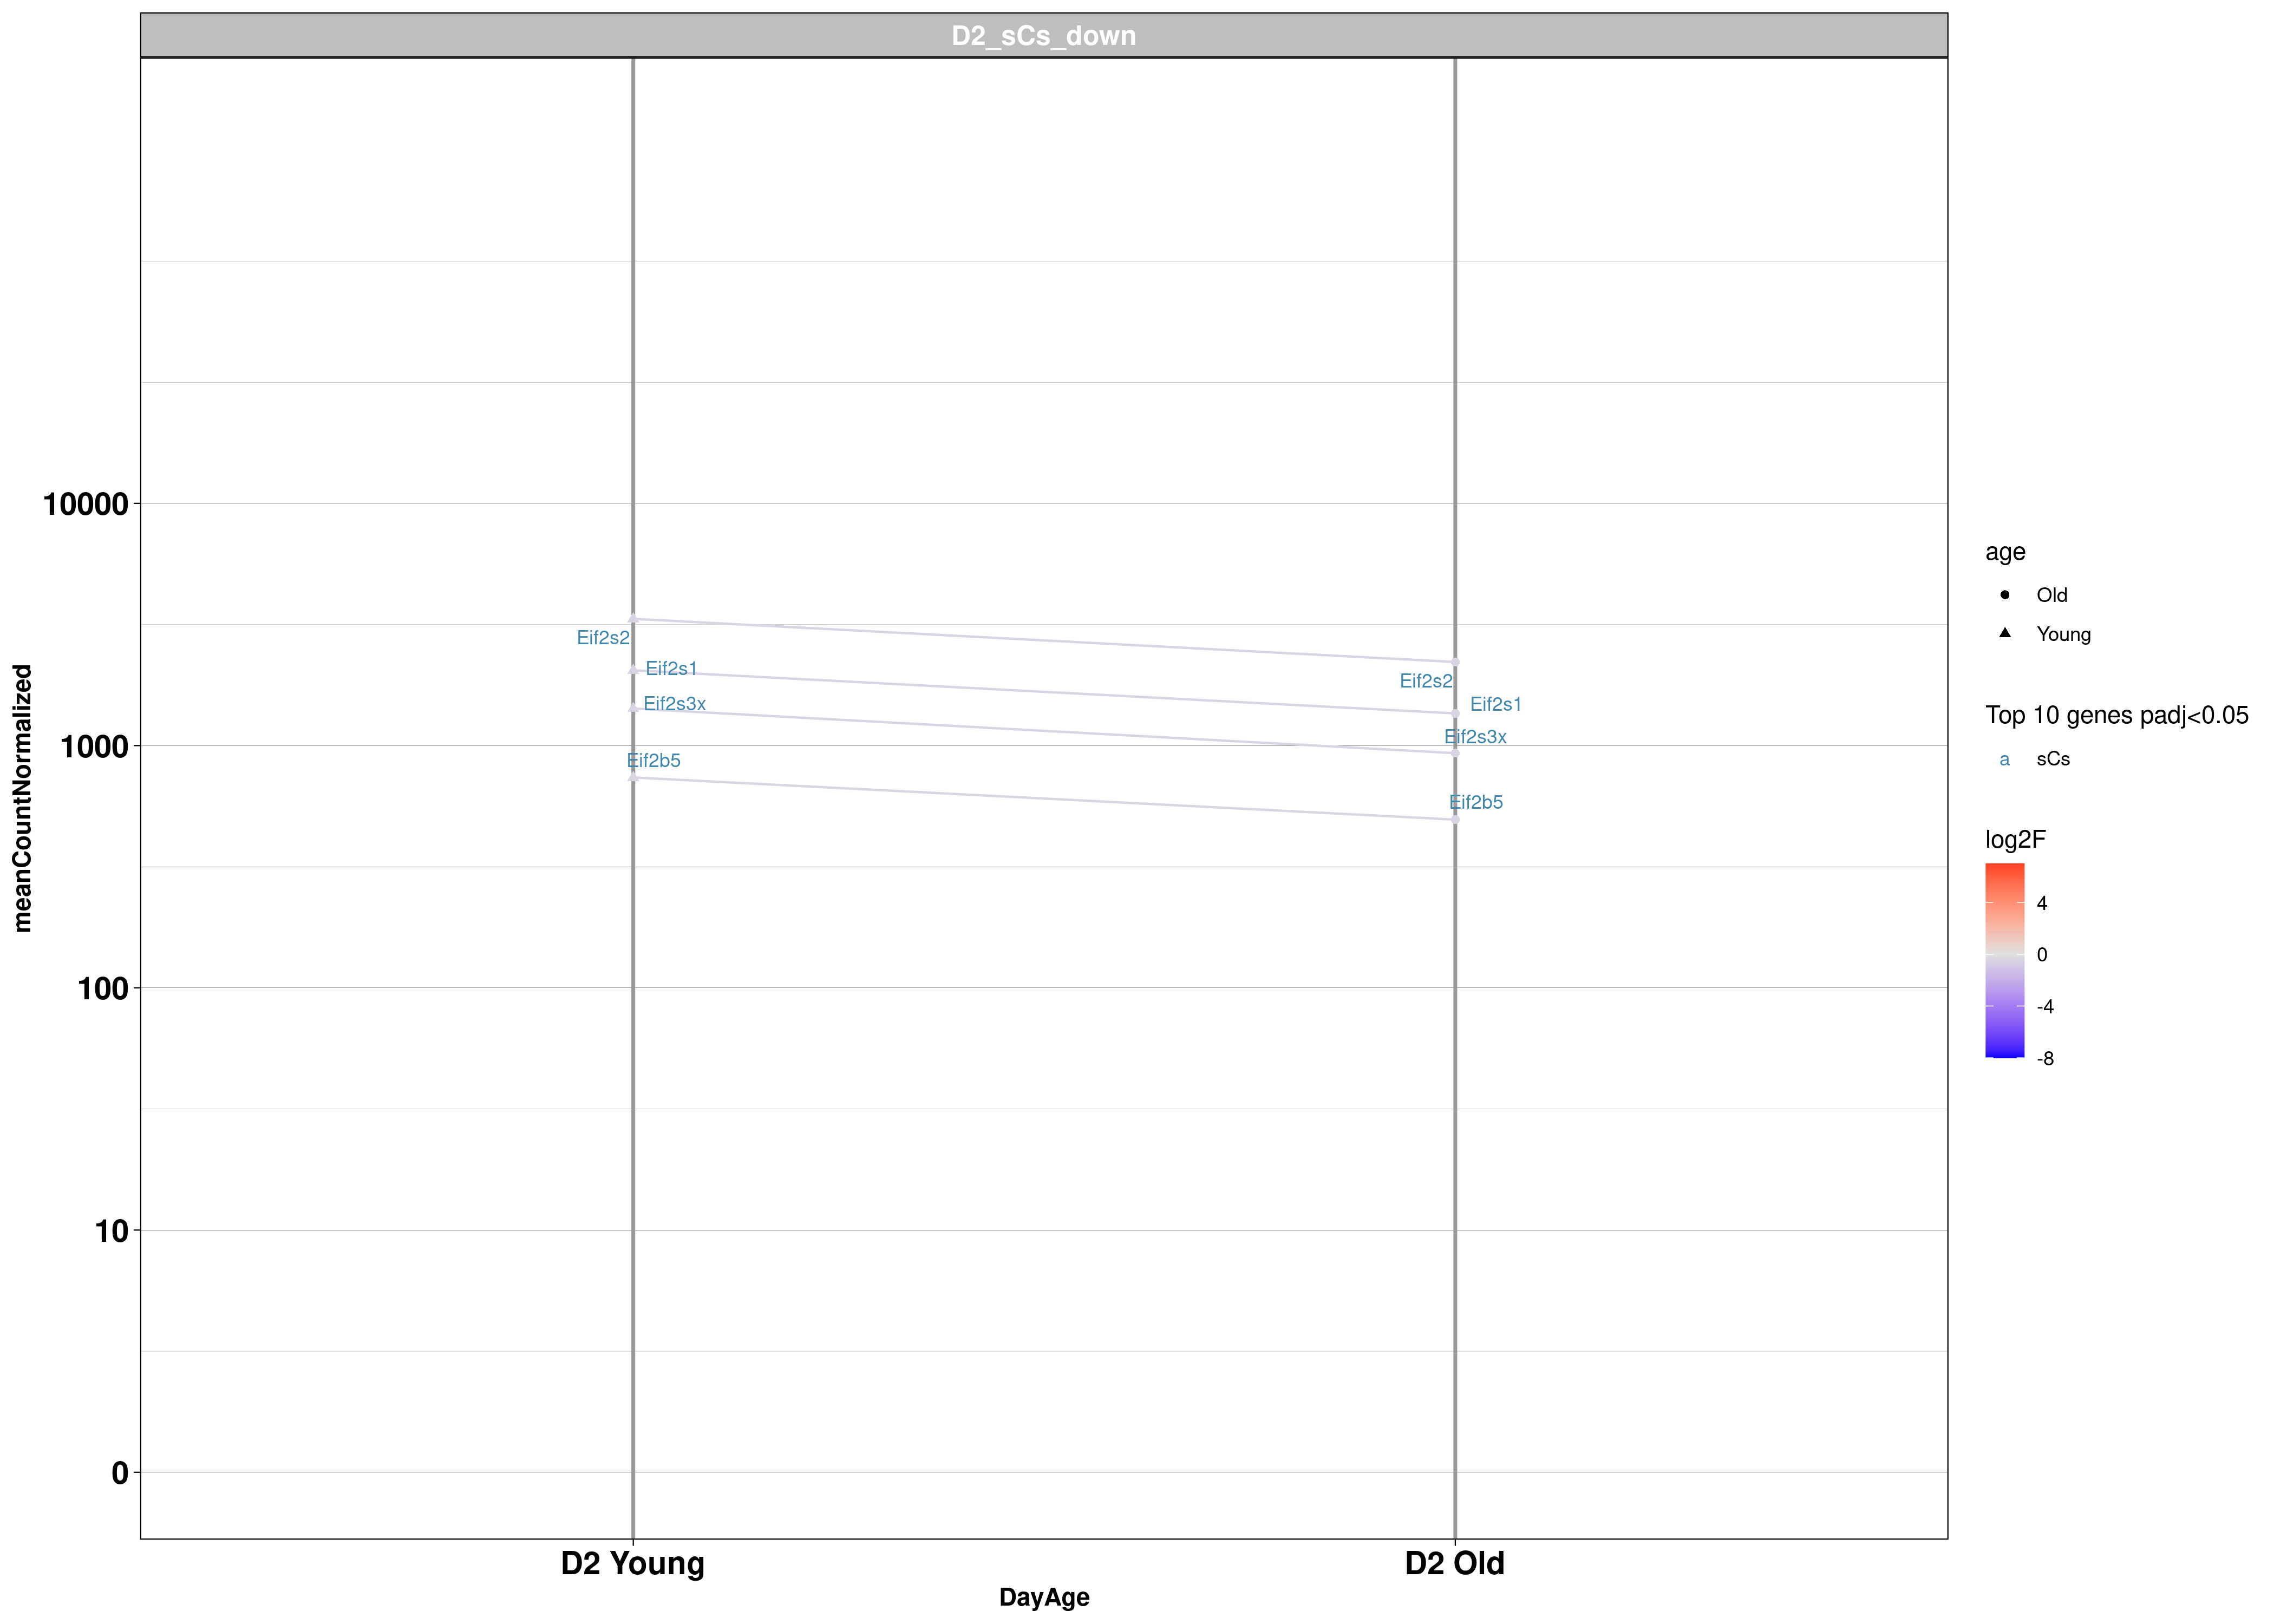 D2_sCs_down
10000
1000
100
10
0
meanCountNormalized
Eif2s2
Eif2s1
Eif2s3x
Eif2b5
Eif2s2
Eif2s1
Eif2s3x
Eif2b5
D2 Young
D2 Old
DayAge
age
Old
Young
Top 10 genes padj<0.05
a sCs
log2F
4
0
-4
-8